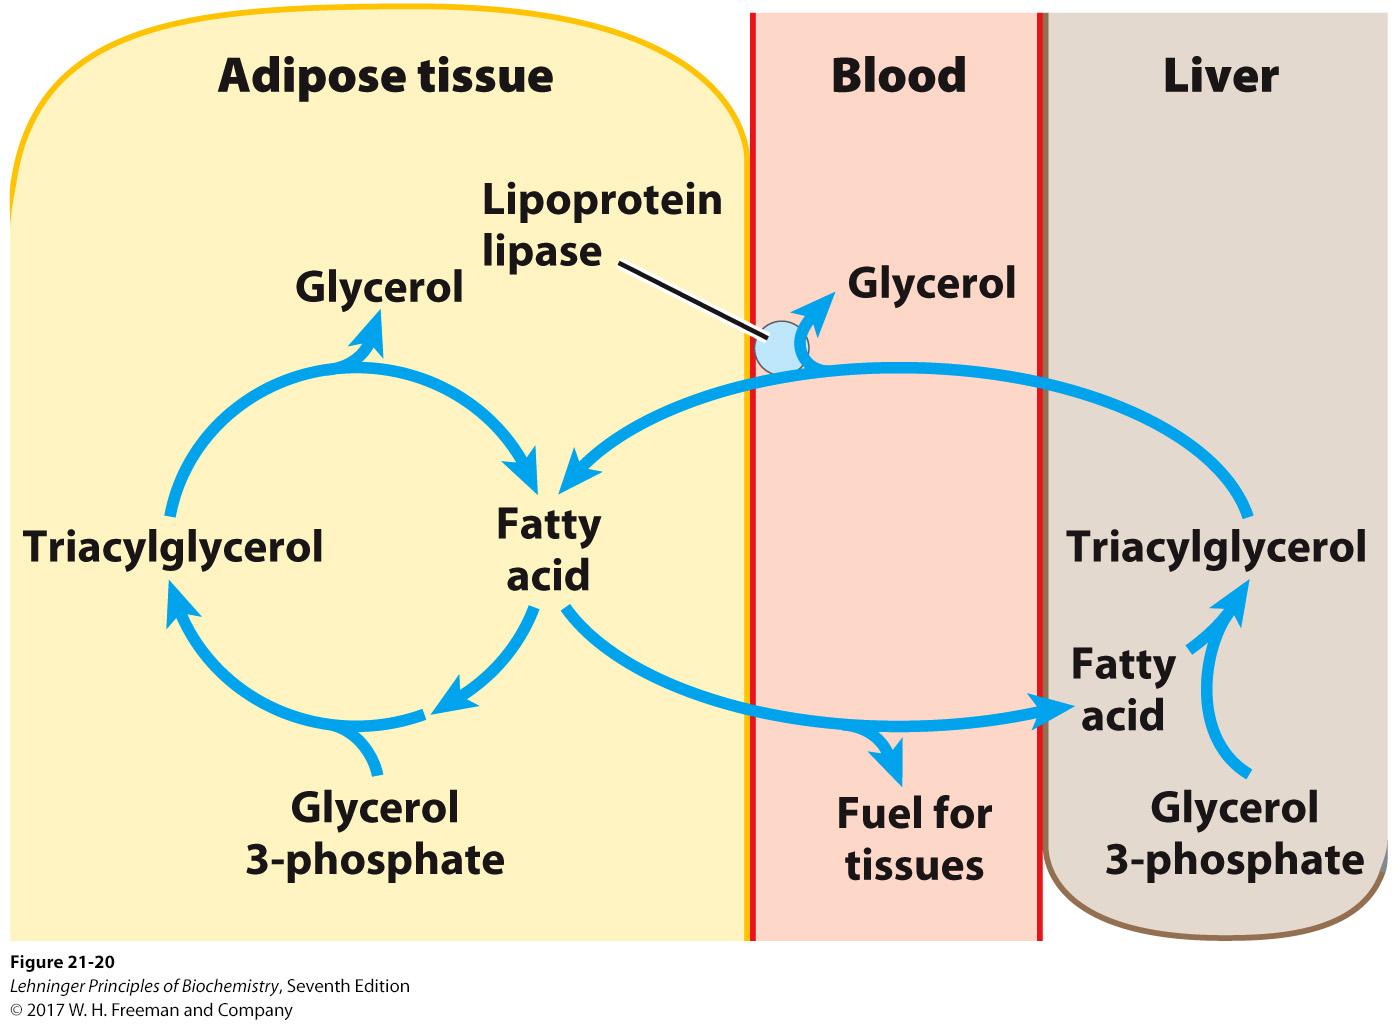 Adipose tissue
Blood
Liver
Lipoprotein
lipase
Glycerol
Glycerol
Triacylglycerol
Fatty
acid
Triacylglycerol
Fatty
acid
Glycerol
3-phosphate
Fuel for
tissues
Glycerol
3-phosphate
Figure 21-20
Lehninger Principles of Biochemistry, Seventh Edition
© 2017 W. H. Freeman and Company